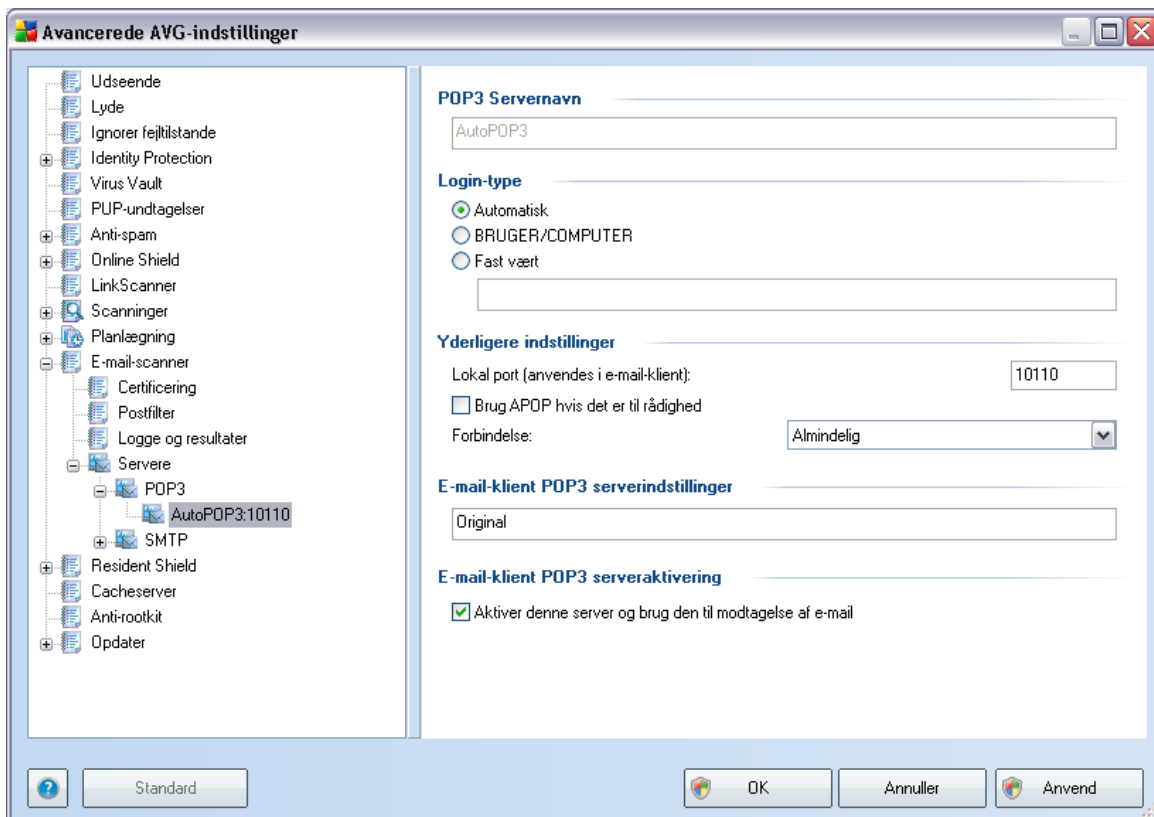 Avancerede AVG-indstillinger
Udseende
Lyde
Ignorer fejltilstande
Identity Protection
Virus Vault
PUP-undtagelser
Anti-spam
Online Shield
LinkScanner
Scanninger
Planlægning
E-mail-scanner
Certificering
Postfilter
Logge og resultater
Servere
POP3
AutoPOP3:10110
SMTP
Resident Shield
Cacheserver
Anti-rootkit
Opdater
POP3 Servernavn
AutoPOP3
Login-type
Automatisk
BRUGER/COMPUTER
Fast vært
Yderligere indstillinger
Lokal port (anvendes i e-mail-klient): 10110
Brug APOP hvis det er til rådighed
Forbindelse: Almindelig
E-mail-klient POP3 serverindstillinger
Original
E-mail-klient POP3 serveraktivering
Aktiver denne server og brug den til modtagelse af e-mail
Standard OK Annuller Anvend